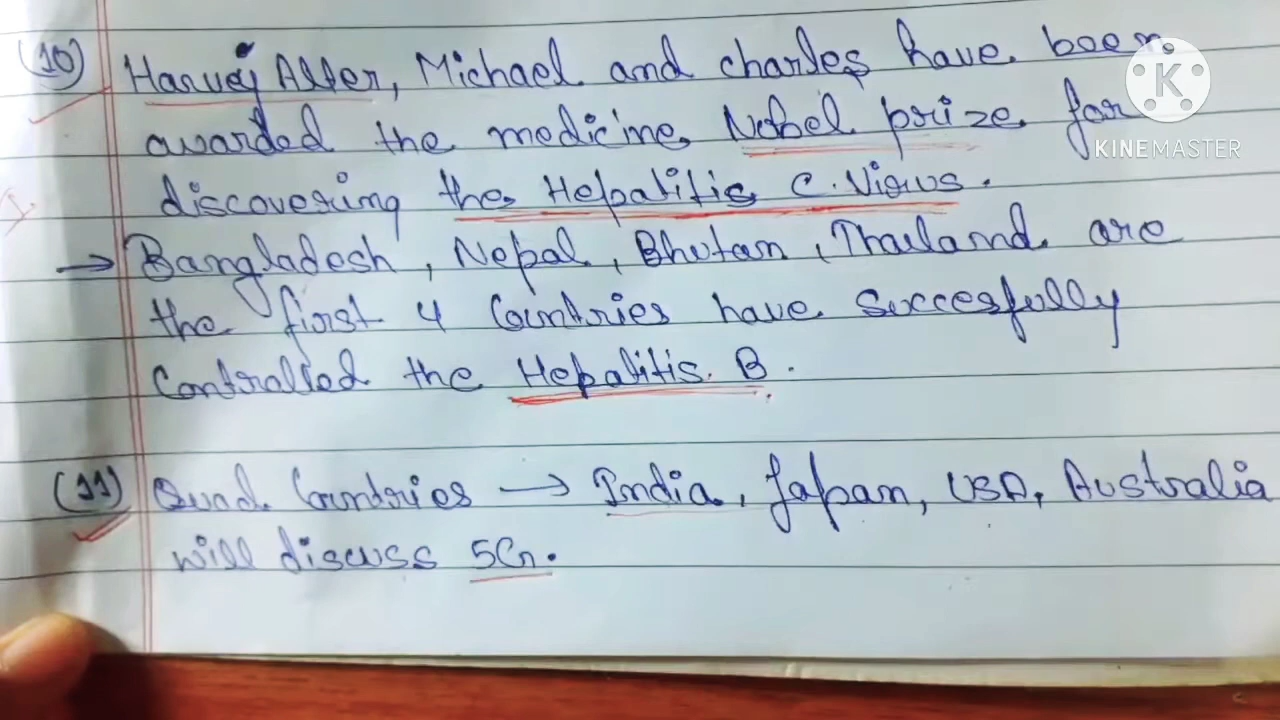 (10) Harvey Alter, Michael and charles have been
awarded the medicine Nobel prize for
discovering the Hepatitis C. Virus.
→ Bangladesh, Nepal, Bhutan, Thailand are
the first 4 Countries have Succesfully
Controlled the Hepatitis B.
(11) Quad Countries → India, Japan, USA, Australia
will discuss 5G.
K
KINEMASTER